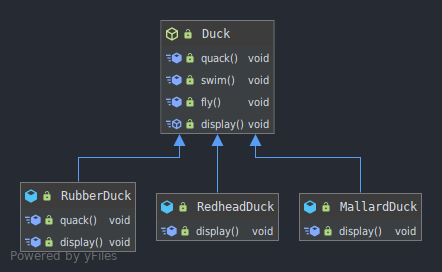 Duck
quack() void
swim() void
fly() void
display() void
RubberDuck
quack() void
display() void
RedheadDuck
display() void
MallardDuck
display() void
Powered by yFiles